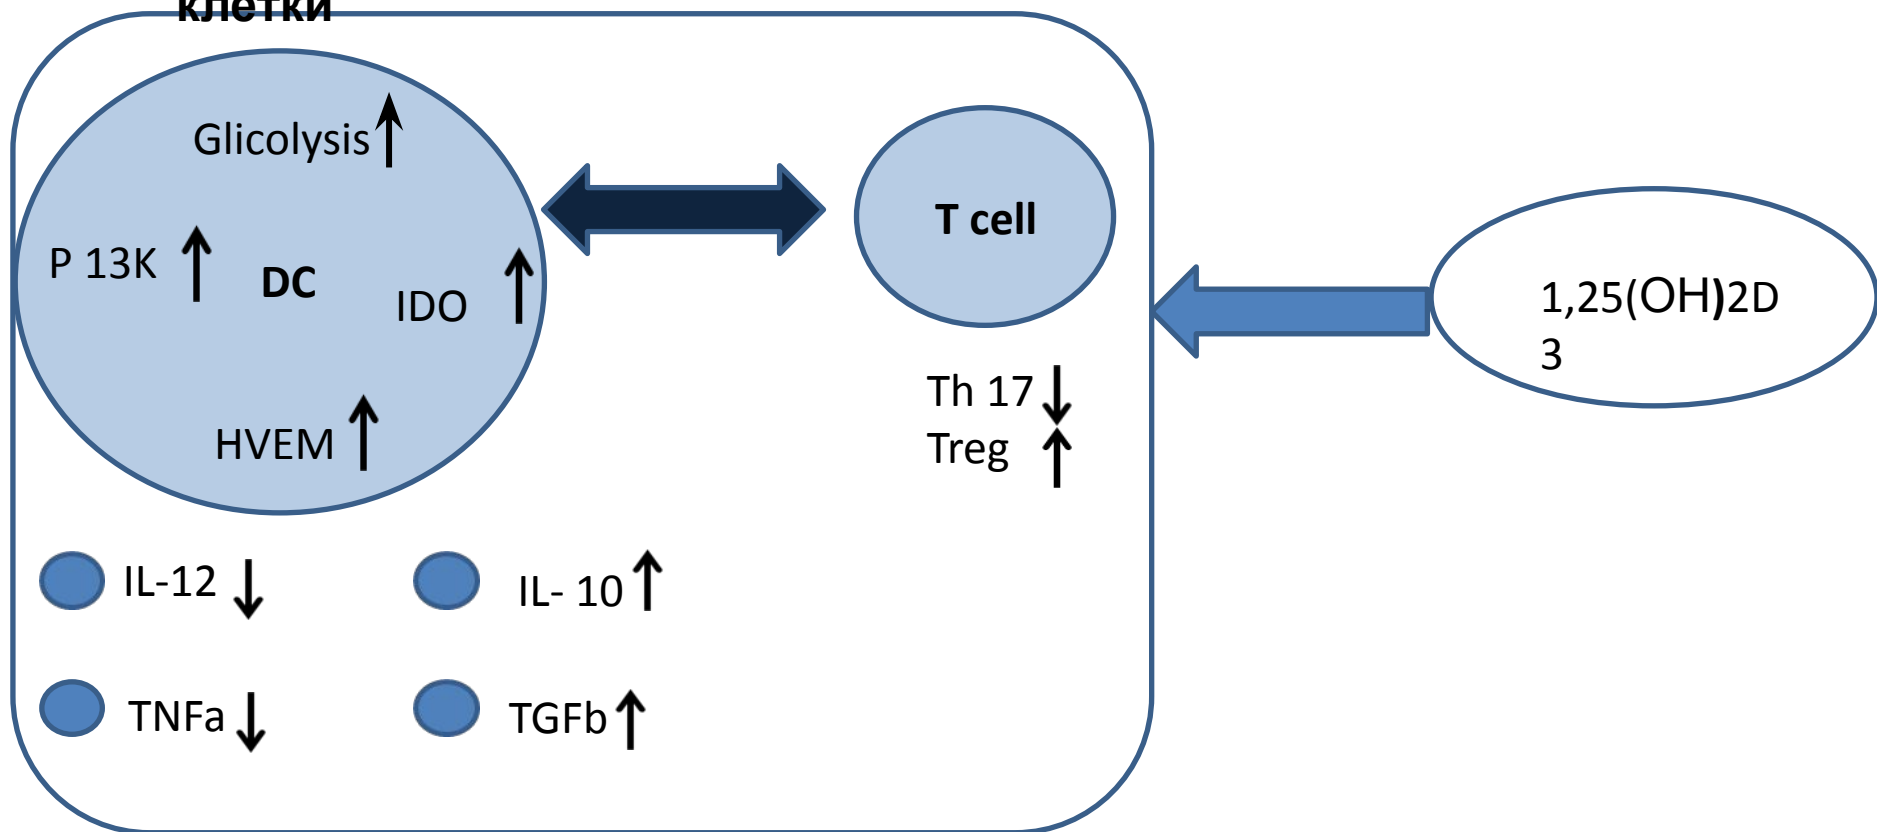 клетки
Glicolysis
P 13K
DC
IDO
HVEM
T cell
Th 17
Treg
1,25(OH)2D
3
IL-12
IL- 10
TNFa
TGFb